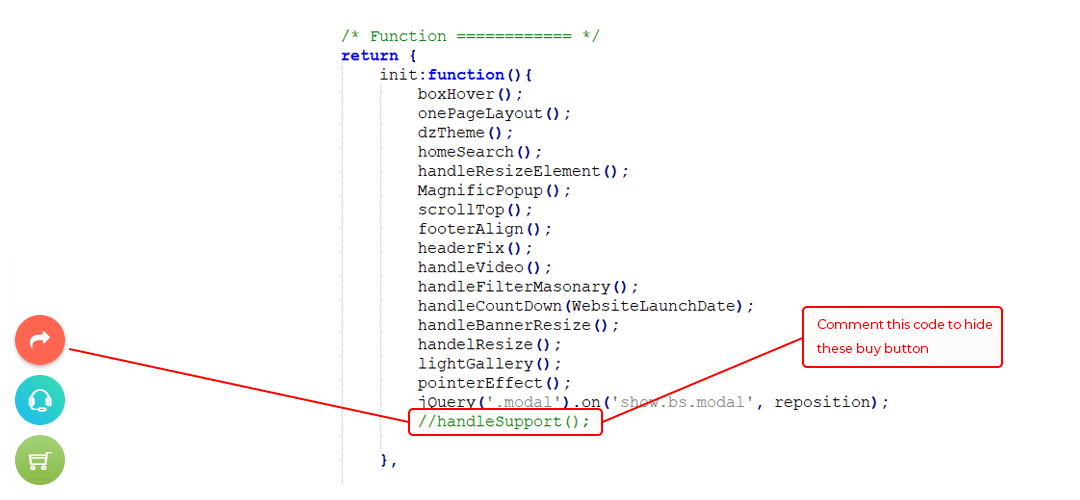 /* Function ============ */
return {
init:function(){
boxHover();
onePageLayout();
dzTheme();
homeSearch();
handleResizeElement();
MagnificPopup();
scrollTop();
footerAlign();
headerFix();
handleVideo();
handleFilterMasonary();
handleCountDown(WebsiteLaunchDate);
handleBannerResize();
handelResize();
lightGallery();
pointerEffect();
jQuery('.modal').on('show.bs.modal', reposition);
//handleSupport();
},
Comment this code to hide
these buy button